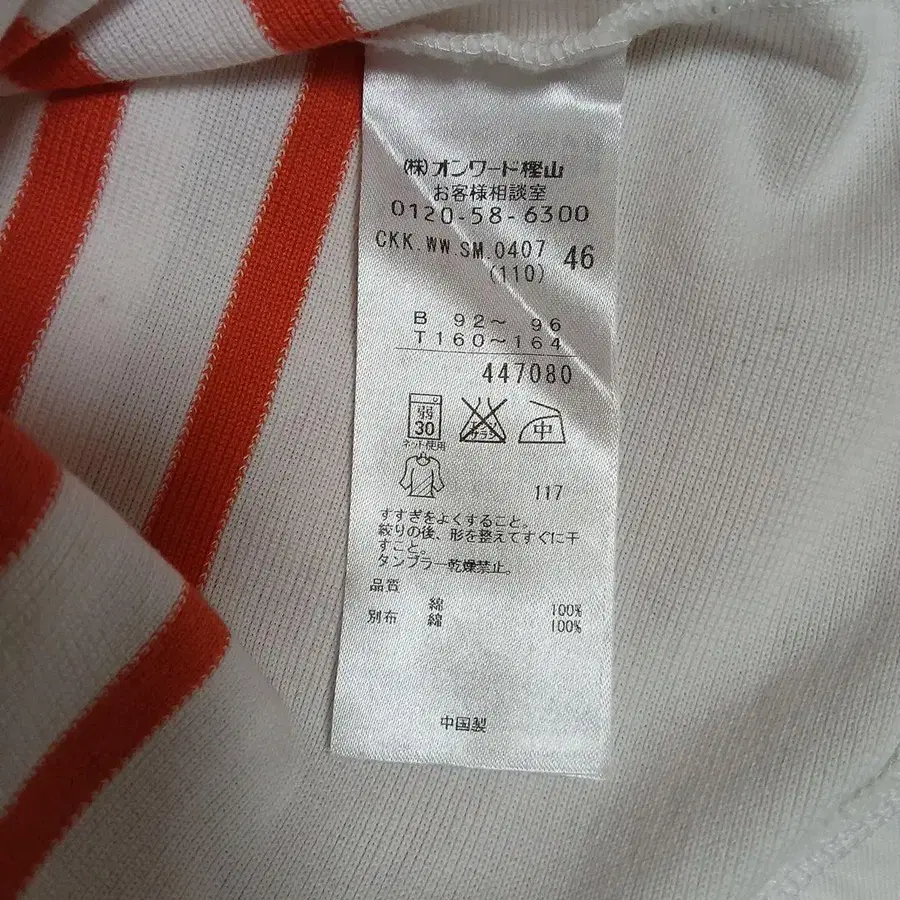 (株)オンワード樫山
お客様相談室
0120-58-6300
CKK.WW.SM.0407 46
(110)
B 92〜 96
T160〜164
447080
弱
30
中
ネット使用
117
すすぎをよくすること。
絞りの後、形を整えてすぐに干
すこと。
タンブラー乾燥禁止。
品質
綿 100%
別布 綿 100%
中国製